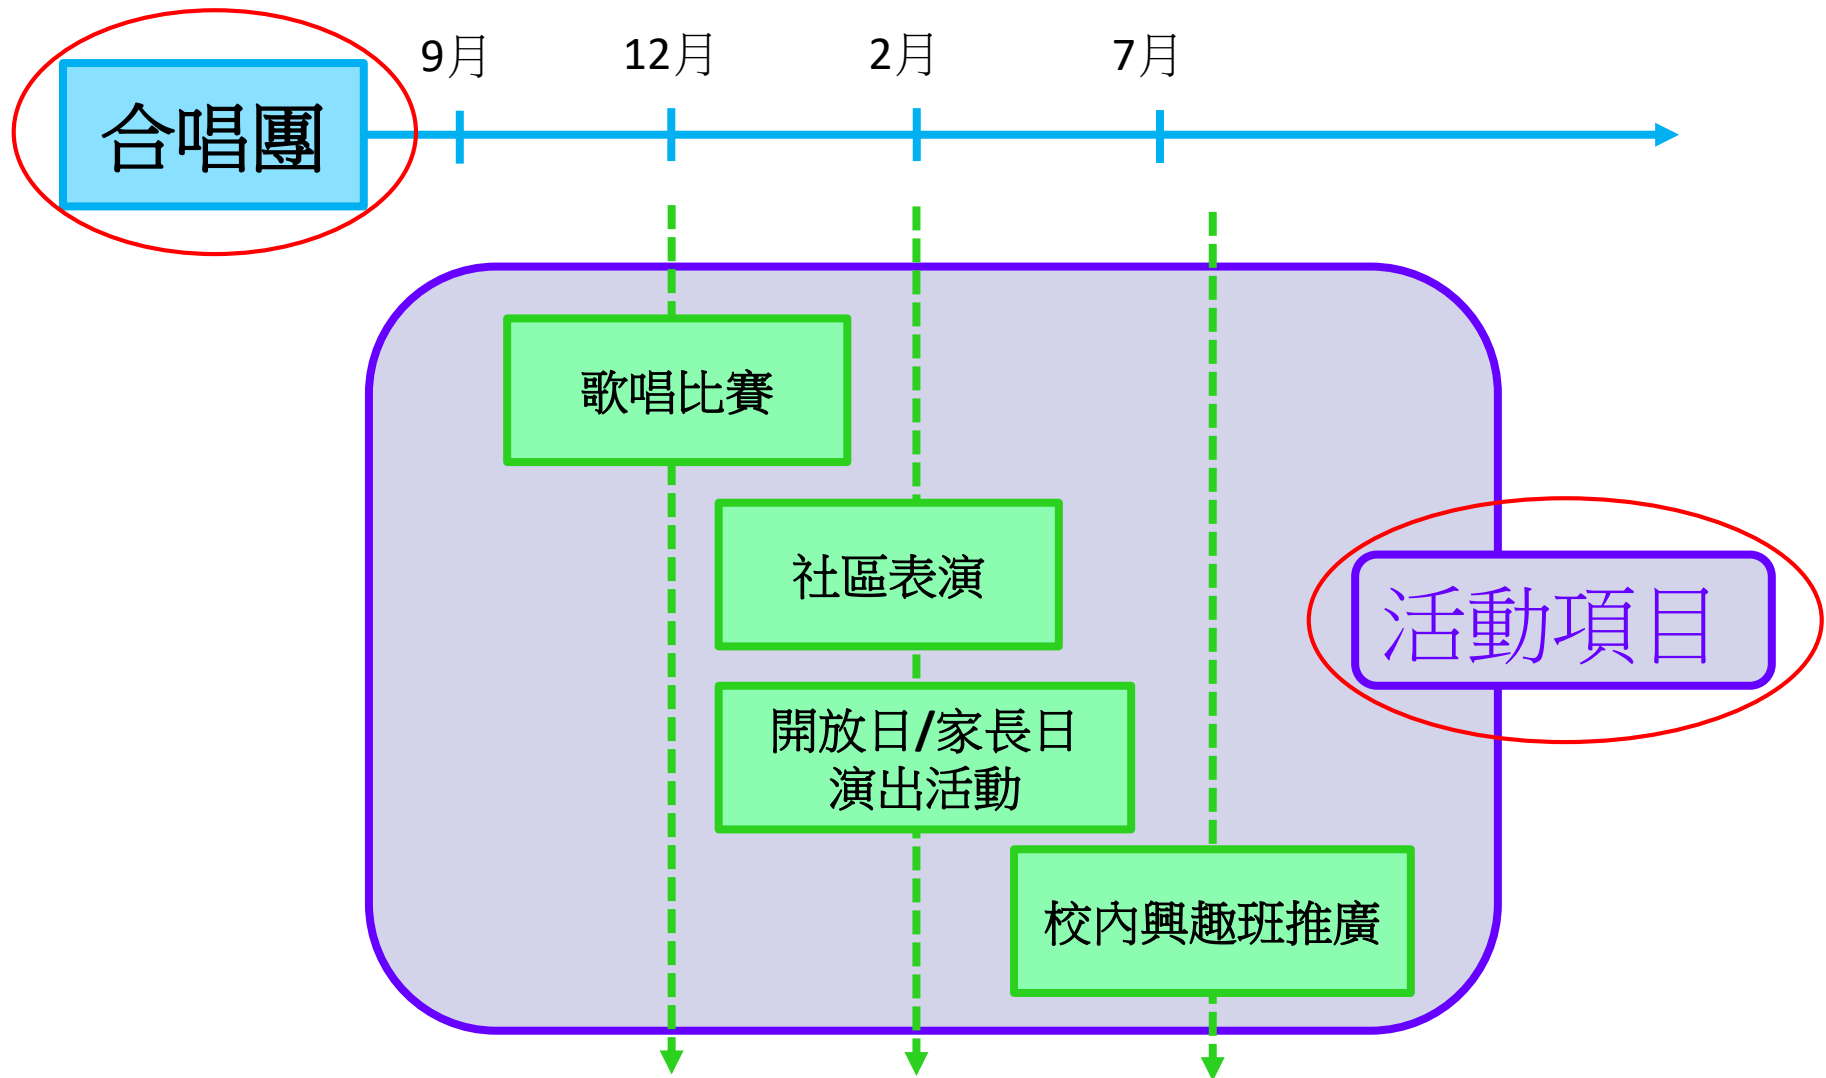 合唱團
9月
12月
2月
7月
歌唱比賽
社區表演
開放日/家長日
演出活動
校內興趣班推廣
活動項目